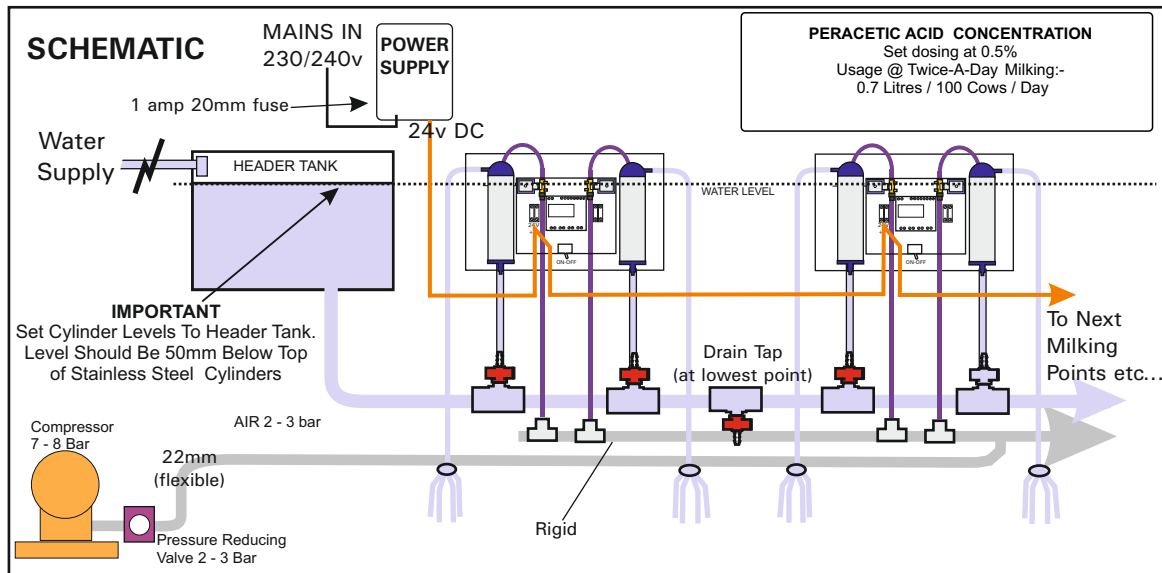 SCHEMATIC
MAINS IN
230/240v
POWER
SUPPLY
1 amp 20mm fuse
24v DC
PERACETIC ACID CONCENTRATION
Set dosing at 0.5%
Usage @ Twice-A-Day Milking:-
0.7 Litres / 100 Cows / Day
Water
Supply
HEADER TANK
WATER LEVEL
24V
ON-OFF
ON-OFF
IMPORTANT
Set Cylinder Levels To Header Tank.
Level Should Be 50mm Below Top
of Stainless Steel Cylinders
Drain Tap
(at lowest point)
To Next
Milking
Points etc...
AIR 2 - 3 bar
Compressor
7 - 8 Bar
22mm
(flexible)
Rigid
Pressure Reducing
Valve 2 - 3 Bar